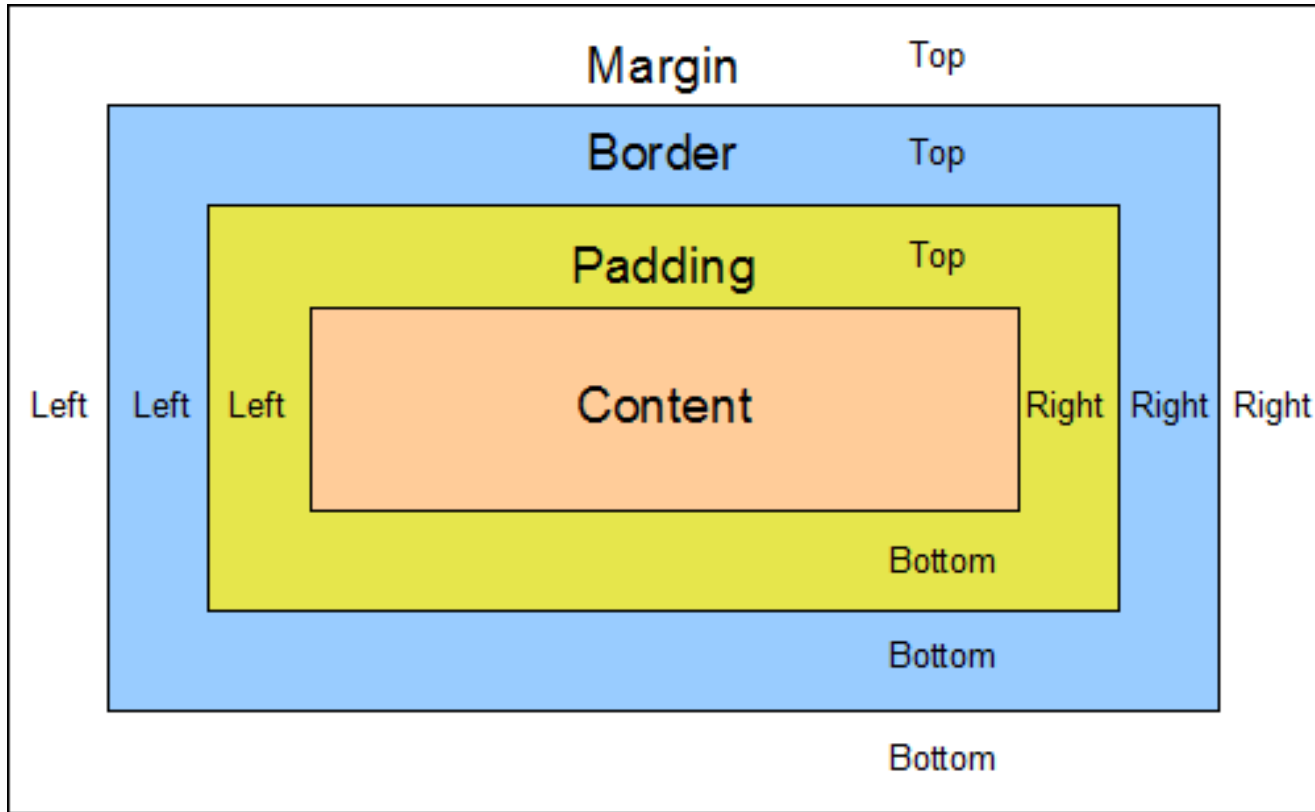 Margin Top
Border Top
Padding Top
Left Left Left Content Right Right Right
Bottom
Bottom
Bottom